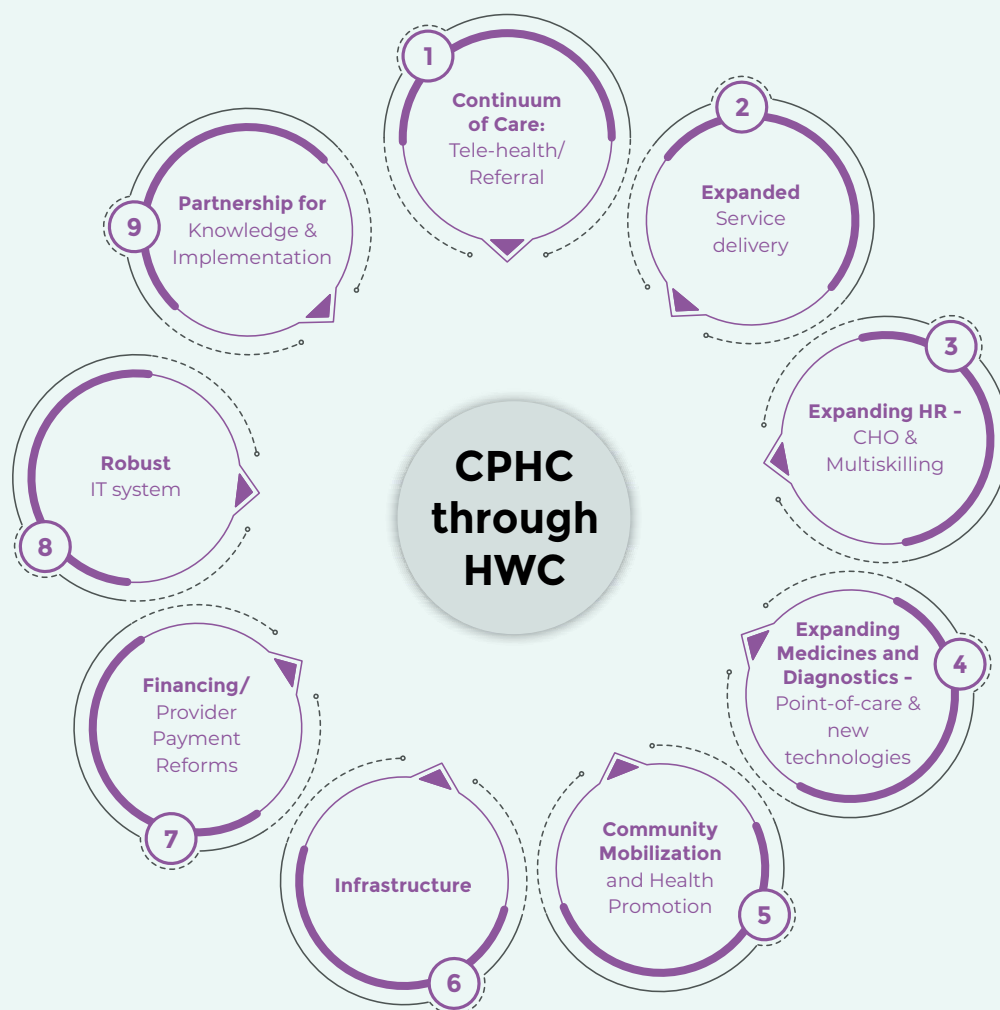 1
Continuum
of Care:
Tele-health/
Referral
2
Expanded
Service
delivery
3
Expanding HR -
CHO &
Multiskilling
4
Expanding
Medicines and
Diagnostics -
Point-of-care &
new
technologies
5
Community
Mobilization
and Health
Promotion
6
Infrastructure
7
Financing/
Provider
Payment
Reforms
8
Robust
IT system
9
Partnership for
Knowledge &
Implementation
CPHC
through
HWC